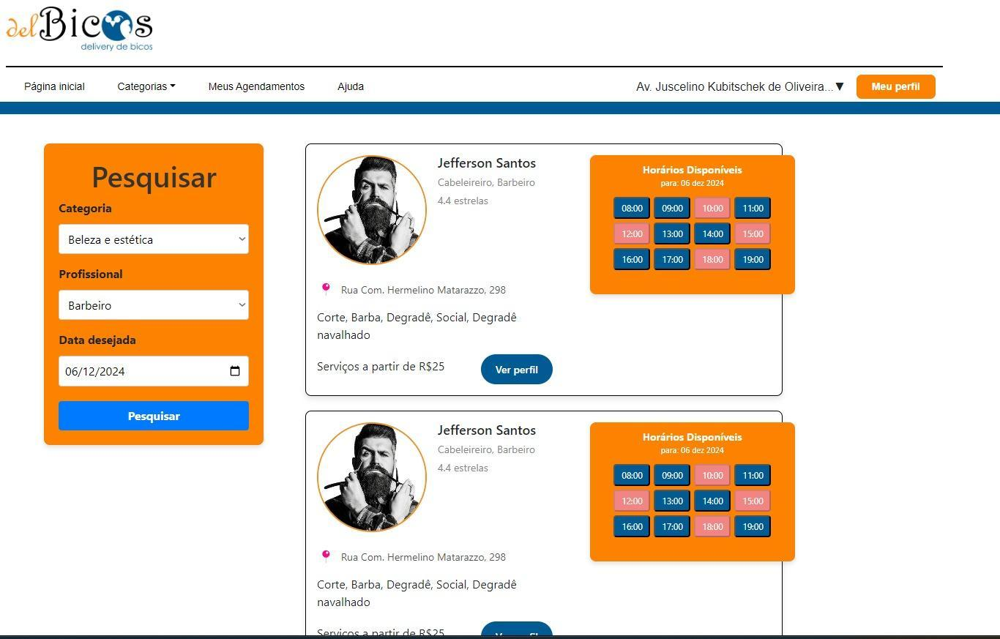 delBicos
delivery de bicos
Página inicial Categorias Meus Agendamentos Ajuda Av. Juscelino Kubitschek de Oliveira...▼ Meu perfil
Pesquisar
Categoria
Beleza e estética
Profissional
Barbeiro
Data desejada
06/12/2024
Pesquisar
Jefferson Santos
Cabeleireiro, Barbeiro
4.4 estrelas
Rua Com. Hermelino Matarazzo, 298
Corte, Barba, Degradê, Social, Degradê
navalhado
Serviços a partir de R$25 Ver perfil
Horários Disponíveis
para: 06 dez 2024
08:00 09:00 10:00 11:00
12:00 13:00 14:00 15:00
16:00 17:00 18:00 19:00
Jefferson Santos
Cabeleireiro, Barbeiro
4.4 estrelas
Rua Com. Hermelino Matarazzo, 298
Corte, Barba, Degradê, Social, Degradê
navalhado
Serviços a partir de R$25 Ver perfil
Horários Disponíveis
para: 06 dez 2024
08:00 09:00 10:00 11:00
12:00 13:00 14:00 15:00
16:00 17:00 18:00 19:00